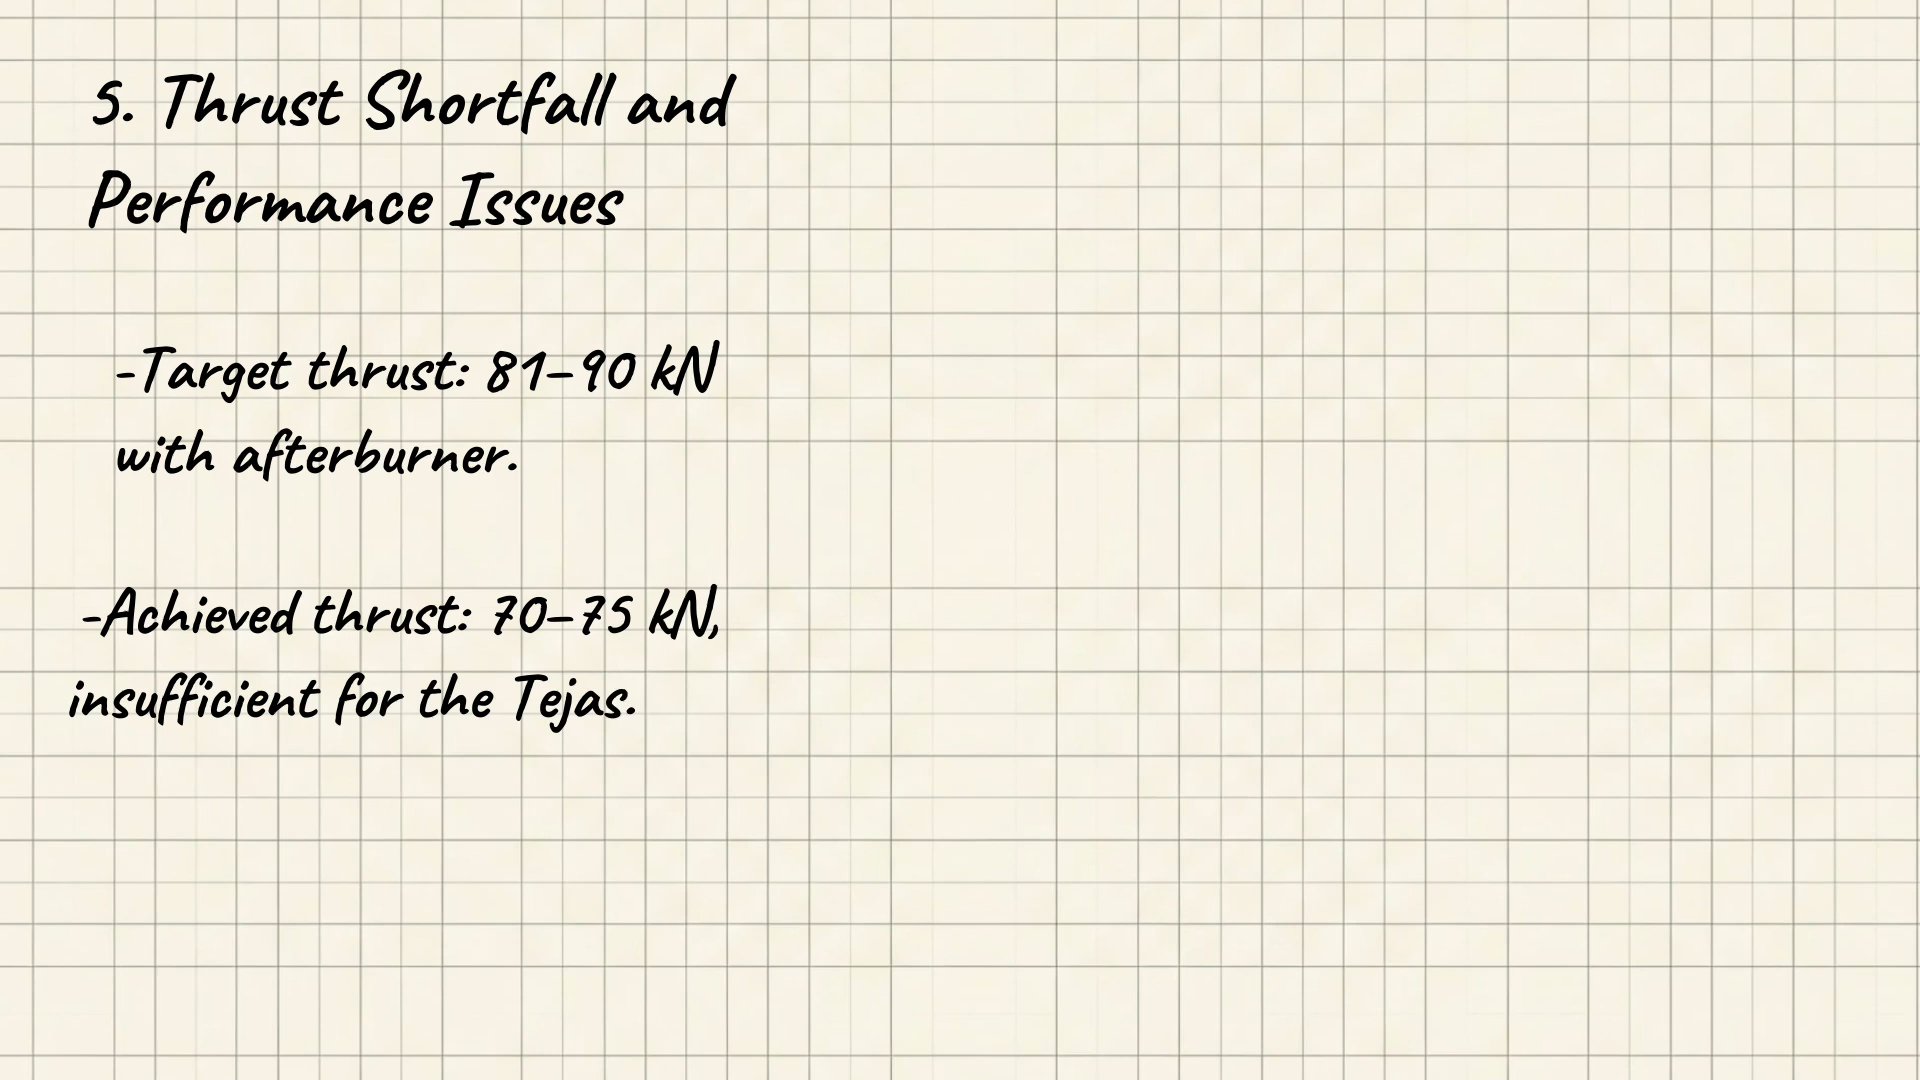 5. Thrust Shortfall and
Performance Issues
-Target thrust: 81–90 kN
with afterburner.
-Achieved thrust: 70–75 kN,
insufficient for the Tejas.